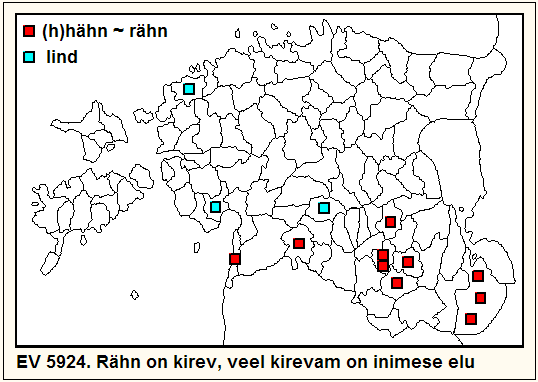 (h)hähn ~ rähn
lind
EV 5924. Rähn on kirev, veel kirevam on inimese elu